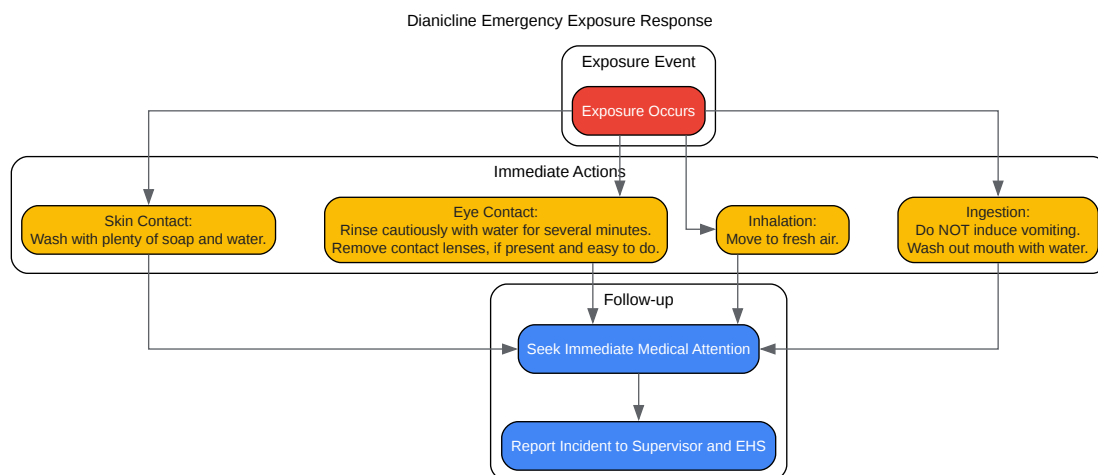 Dianicline Emergency Exposure Response
Exposure Event
Exposure Occurs
Immediate Actions
Skin Contact:
Wash with plenty of soap and water.
Eye Contact:
Rinse cautiously with water for several minutes.
Remove contact lenses, if present and easy to do.
Inhalation:
Move to fresh air.
Ingestion:
Do NOT induce vomiting.
Wash out mouth with water.
Follow-up
Seek Immediate Medical Attention
Report Incident to Supervisor and EHS